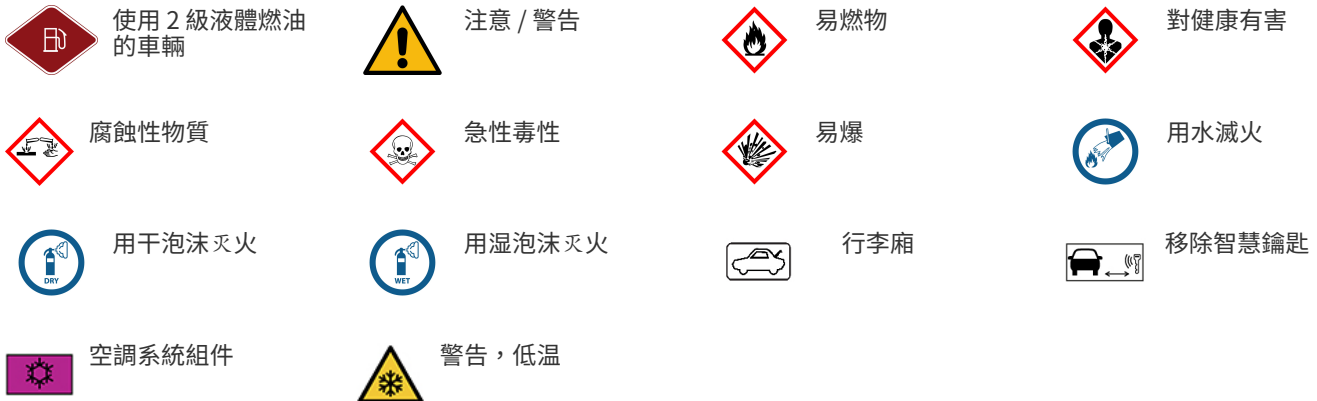 使用 2 級液體燃油
的車輛
注意 / 警告
易燃物
對健康有害
腐蝕性物質
急性毒性
易爆
用水滅火
DRY
用干泡沫灭火
WET
用湿泡沫灭火
行李廂
移除智慧鑰匙
空調系統組件
警告，低温